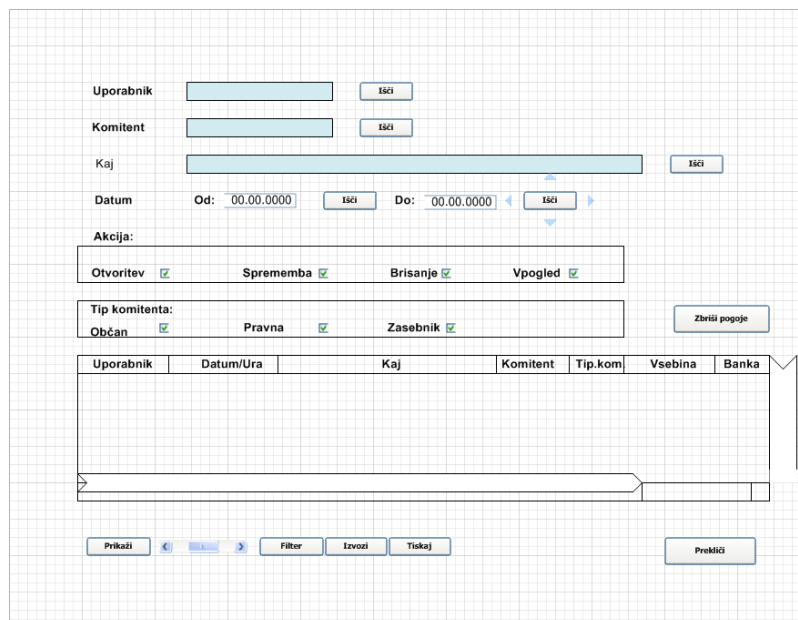 Uporabnik Išči
Komitent Išči
Kaj Išči
Datum Od: 00.00.0000 Išči Do: 00.00.0000 Išči
Akcija:
Otvoritev Sprememba Brisanje Vpogled
Tip komitenta:
Občan Pravna Zasebnik
Zbriši pogoje
Uporabnik Datum/Ura Kaj Komitent Tip.kom. Vsebina Banka
Prikaži Filter Izvozi Tiskaj Prekliči